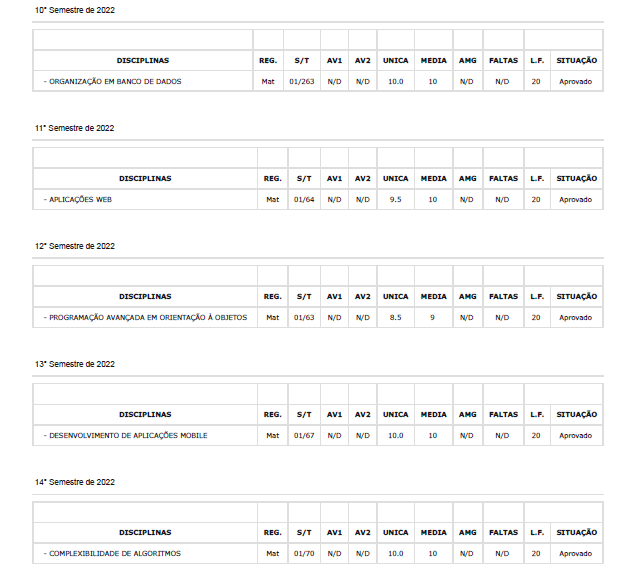 10° Semestre de 2022
DISCIPLINAS REG. S/T AV1 AV2 UNICA MEDIA AMG FALTAS L.F. SITUAÇÃO
- ORGANIZAÇÃO EM BANCO DE DADOS Mat 01/263 N/D N/D 10.0 10 N/D N/D 20 Aprovado
11° Semestre de 2022
DISCIPLINAS REG. S/T AV1 AV2 UNICA MEDIA AMG FALTAS L.F. SITUAÇÃO
- APLICAÇÕES WEB Mat 01/64 N/D N/D 9.5 10 N/D N/D 20 Aprovado
12° Semestre de 2022
DISCIPLINAS REG. S/T AV1 AV2 UNICA MEDIA AMG FALTAS L.F. SITUAÇÃO
- PROGRAMAÇÃO AVANÇADA EM ORIENTAÇÃO À OBJETOS Mat 01/63 N/D N/D 8.5 9 N/D N/D 20 Aprovado
13° Semestre de 2022
DISCIPLINAS REG. S/T AV1 AV2 UNICA MEDIA AMG FALTAS L.F. SITUAÇÃO
- DESENVOLVIMENTO DE APLICAÇÕES MOBILE Mat 01/67 N/D N/D 10.0 10 N/D N/D 20 Aprovado
14° Semestre de 2022
DISCIPLINAS REG. S/T AV1 AV2 UNICA MEDIA AMG FALTAS L.F. SITUAÇÃO
- COMPLEXIBILIDADE DE ALGORITMOS Mat 01/70 N/D N/D 10.0 10 N/D N/D 20 Aprovado